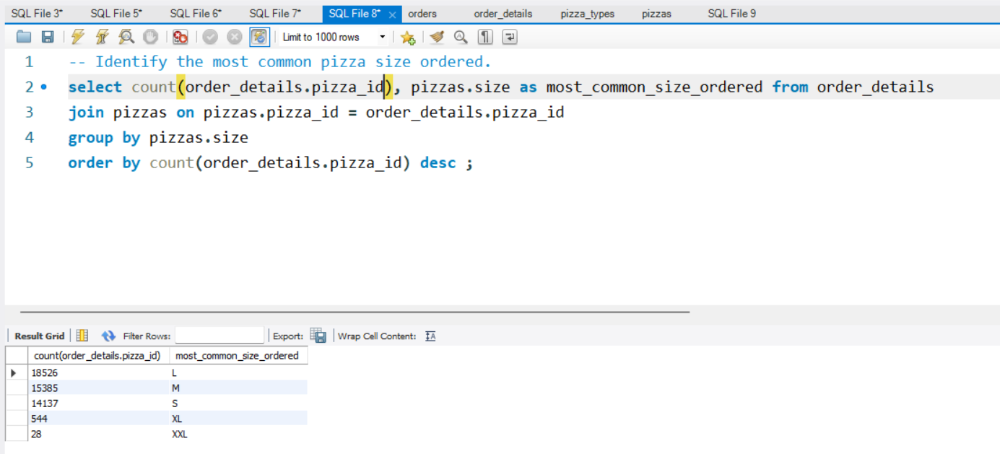 SQL File 3* SQL File 5* SQL File 6* SQL File 7* SQL File 8* × orders order_details pizza_types pizzas SQL File 9
Limit to 1000 rows
1 -- Identify the most common pizza size ordered.
2 select count(order_details.pizza_id), pizzas.size as most_common_size_ordered from order_details
3 join pizzas on pizzas.pizza_id = order_details.pizza_id
4 group by pizzas.size
5 order by count(order_details.pizza_id) desc ;
Result Grid Filter Rows: Export: Wrap Cell Content: IA
count(order_details.pizza_id) most_common_size_ordered
18526 L
15385 M
14137 S
544 XL
28 XXL